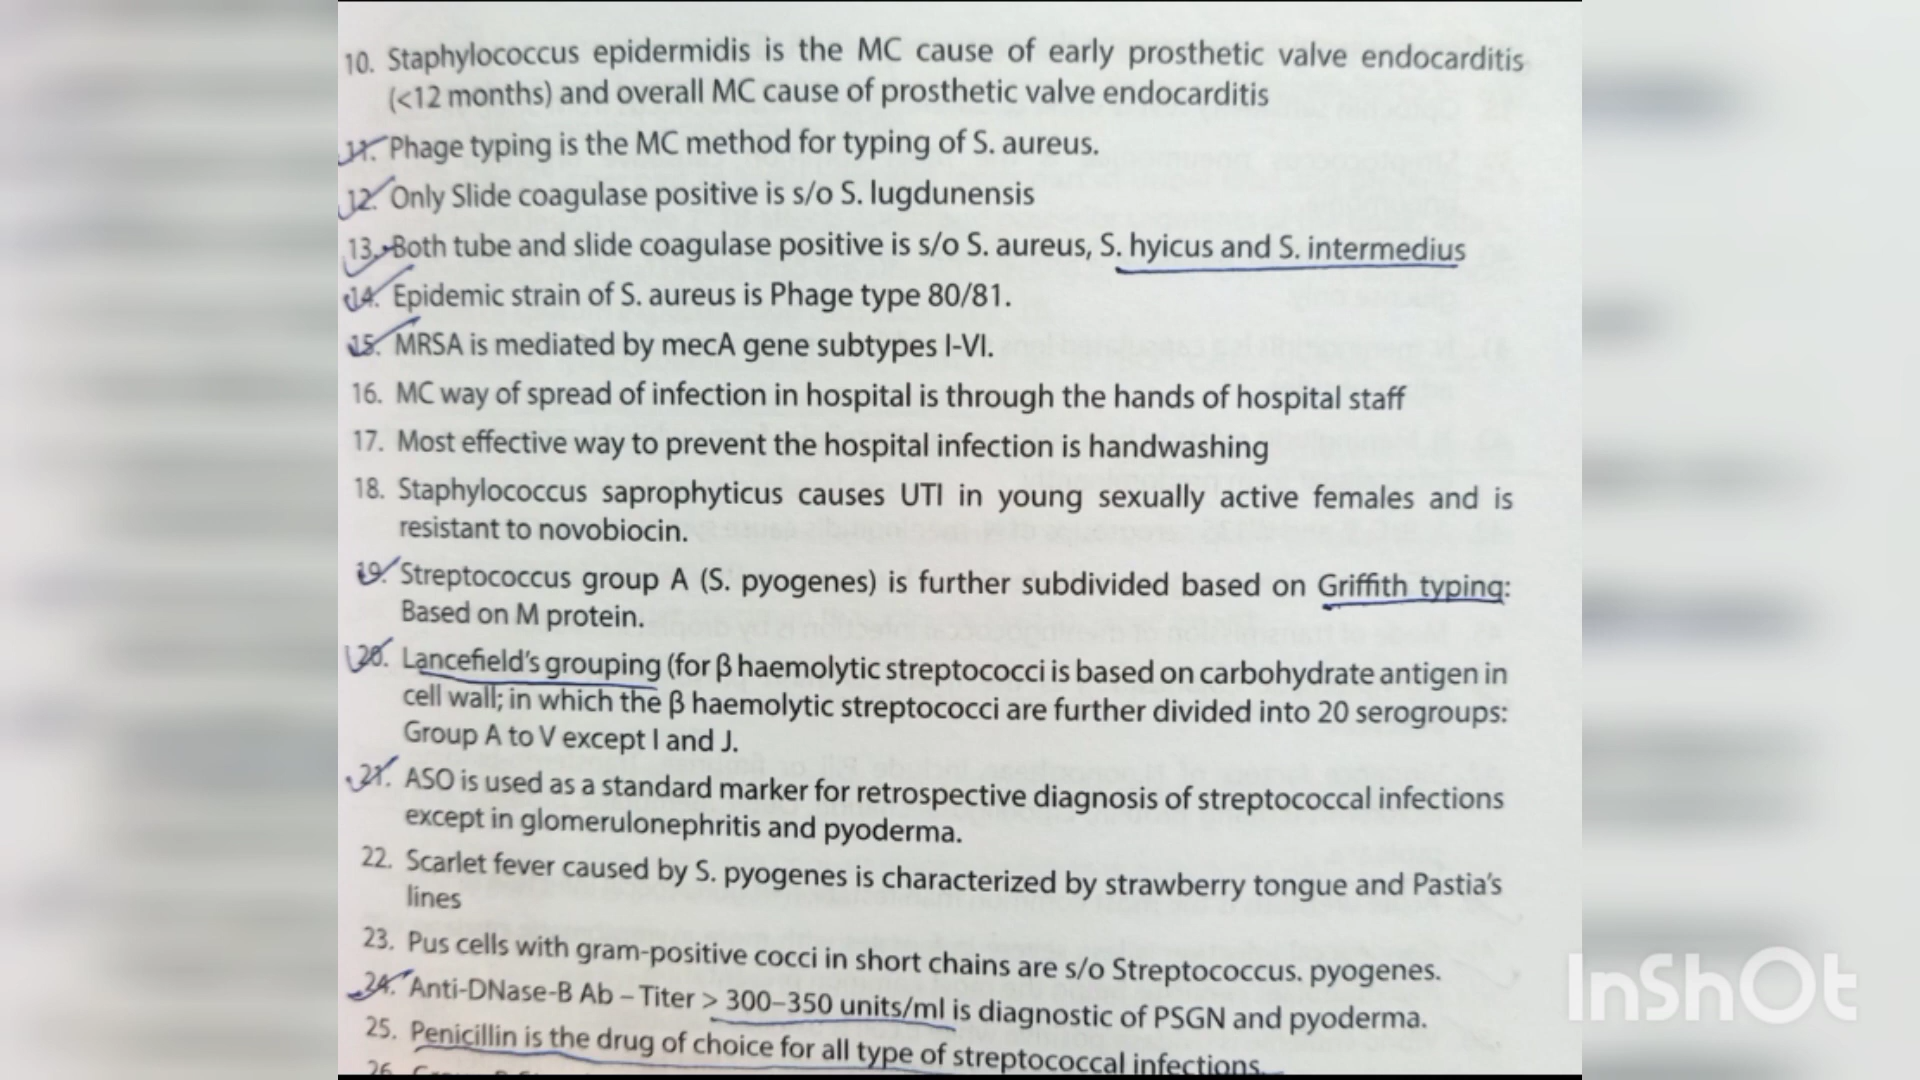 10. Staphylococcus epidermidis is the MC cause of early prosthetic valve endocarditis
(<12 months) and overall MC cause of prosthetic valve endocarditis
11. Phage typing is the MC method for typing of S. aureus.
12. Only Slide coagulase positive is s/o S. lugdunensis
13. Both tube and slide coagulase positive is s/o S. aureus, S. hyicus and S. intermedius
14. Epidemic strain of S. aureus is Phage type 80/81.
15. MRSA is mediated by mecA gene subtypes I-VI.
16. MC way of spread of infection in hospital is through the hands of hospital staff
17. Most effective way to prevent the hospital infection is handwashing
18. Staphylococcus saprophyticus causes UTI in young sexually active females and is
resistant to novobiocin.
19. Streptococcus group A (S. pyogenes) is further subdivided based on Griffith typing:
Based on M protein.
20. Lancefield's grouping (for β haemolytic streptococci is based on carbohydrate antigen in
cell wall; in which the β haemolytic streptococci are further divided into 20 serogroups:
Group A to V except I and J.
21. ASO is used as a standard marker for retrospective diagnosis of streptococcal infections
except in glomerulonephritis and pyoderma.
22. Scarlet fever caused by S. pyogenes is characterized by strawberry tongue and Pastia's
lines
23. Pus cells with gram-positive cocci in short chains are s/o Streptococcus. pyogenes.
24. Anti-DNase-B Ab – Titer > 300–350 units/ml is diagnostic of PSGN and pyoderma.
25. Penicillin is the drug of choice for all type of streptococcal infections.
26.
InShOt